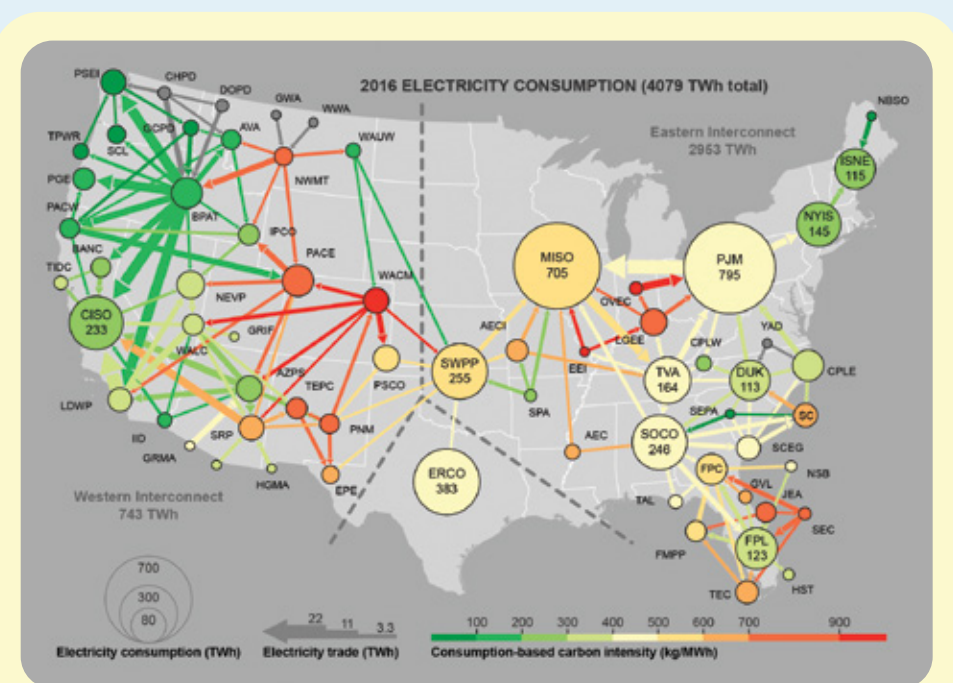 2016 ELECTRICITY CONSUMPTION (4079 TWh total)
PSEI
CHPD
DOPD
GWA
WWA
NBSO
TPWR
SCL
GCPD
AVA
WAUW
Eastern Interconnect
2953 TWh
ISNE
115
PGE
NWMT
PACW
BPAT
NYIS
145
BANC
IPCO
PACE
MISO
705
PJM
795
TIDC
NEVP
WACM
OVEC
CISO
233
GRIF
AECI
LGEE
YAD
WALC
CPLW
PSCO
SWPP
255
EEI
TVA
164
DUK
113
CPLE
LDWP
AZPS
TEPC
SPA
SEPA
SC
IID
SRP
PNM
AEC
SOCO
246
SCEG
GRMA
FPC
NSB
HGMA
EPE
ERCO
383
GVL
JEA
Western Interconnect
743 TWh
TAL
SEC
FMPP
FPL
123
HST
TEC
700
300
80
22
11
3.3
100
200
300
400
500
600
700
900
Electricity consumption (TWh)
Electricity trade (TWh)
Consumption-based carbon intensity (kg/MWh)